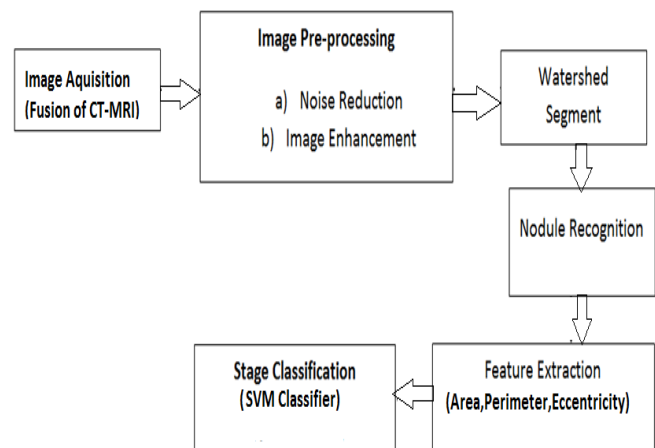 Image Aquisition
(Fusion of CT-MRI)
Image Pre-processing
a) Noise Reduction
b) Image Enhancement
Watershed
Segment
Nodule Recognition
Feature Extraction
(Area,Perimeter,Eccentricity)
Stage Classification
(SVM Classifier)